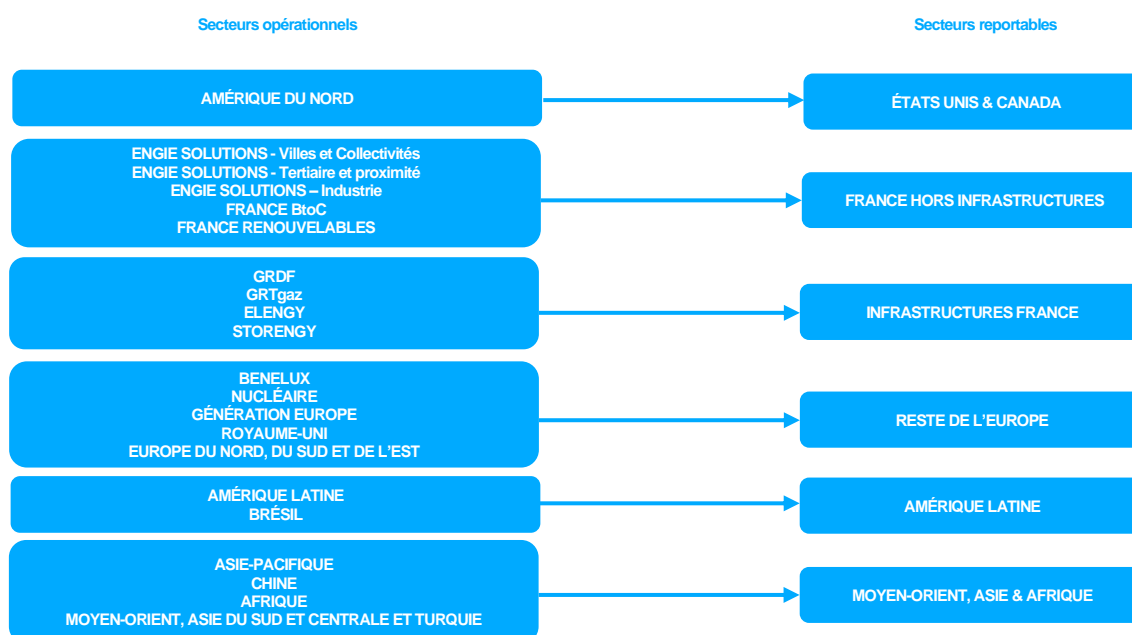 Secteurs opérationnels
Secteurs reportables
AMÉRIQUE DU NORD
ÉTATS UNIS & CANADA
ENGIE SOLUTIONS - Villes et Collectivités
ENGIE SOLUTIONS - Tertiaire et proximité
ENGIE SOLUTIONS – Industrie
FRANCE BtoC
FRANCE RENOUVELABLES
FRANCE HORS INFRASTRUCTURES
GRDF
GRTgaz
ELENGY
STORENGY
INFRASTRUCTURES FRANCE
BENELUX
NUCLÉAIRE
GÉNÉRATION EUROPE
ROYAUME-UNI
EUROPE DU NORD, DU SUD ET DE L'EST
RESTE DE L'EUROPE
AMÉRIQUE LATINE
BRÉSIL
AMÉRIQUE LATINE
ASIE-PACIFIQUE
CHINE
AFRIQUE
MOYEN-ORIENT, ASIE DU SUD ET CENTRALE ET TURQUIE
MOYEN-ORIENT, ASIE & AFRIQUE